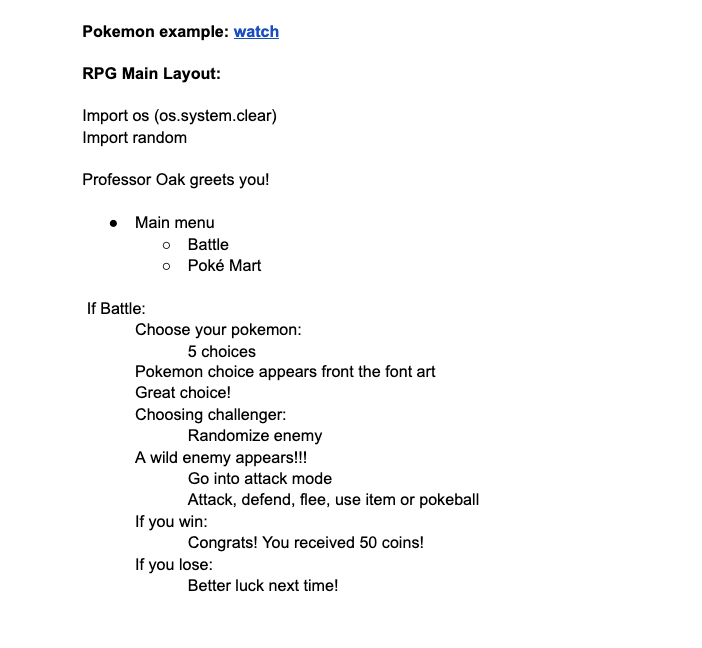 Pokemon example: watch
RPG Main Layout:
Import os (os.system.clear)
Import random
Professor Oak greets you!
● Main menu
○ Battle
○ Poké Mart
If Battle:
Choose your pokemon:
5 choices
Pokemon choice appears front the font art
Great choice!
Choosing challenger:
Randomize enemy
A wild enemy appears!!!
Go into attack mode
Attack, defend, flee, use item or pokeball
If you win:
Congrats! You received 50 coins!
If you lose:
Better luck next time!